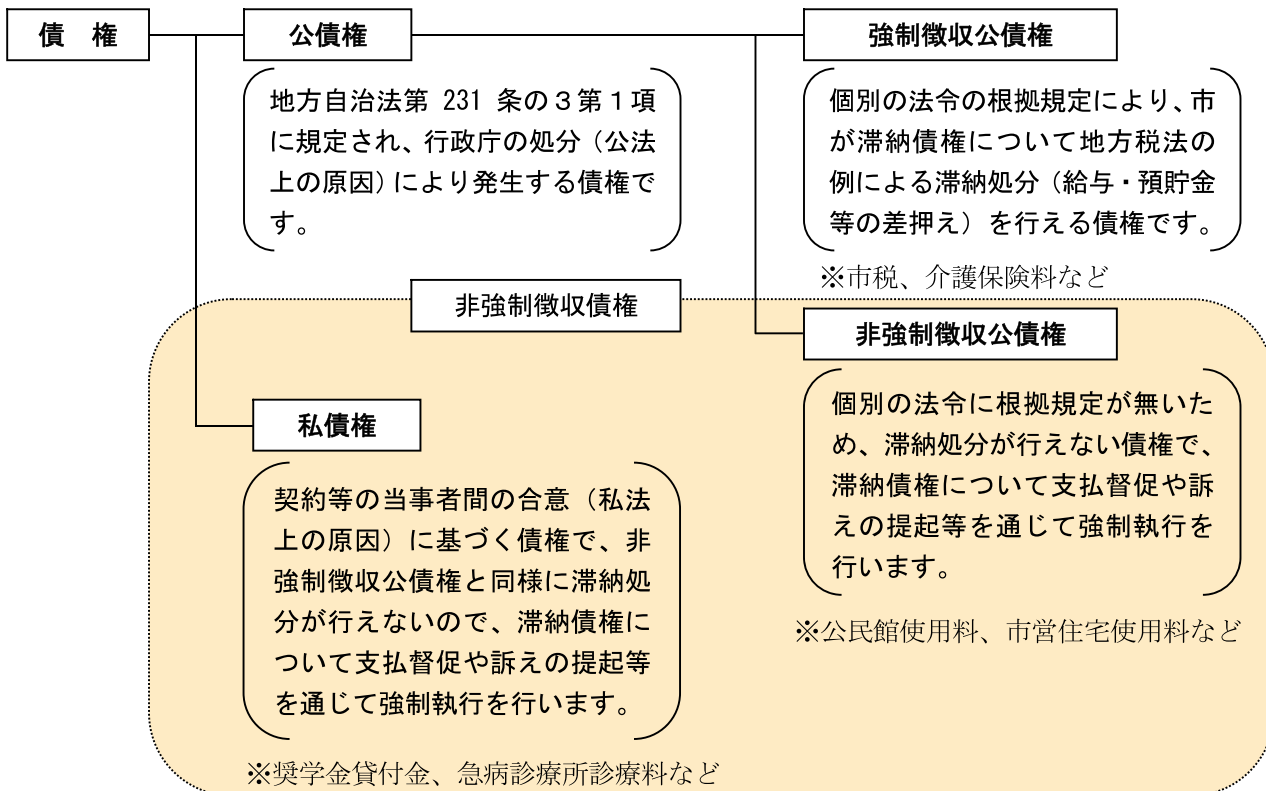 債　権
公債権
強制徴収公債権
地方自治法第 231 条の３第１項
に規定され、行政庁の処分（公法
上の原因）により発生する債権で
す。
個別の法令の根拠規定により、市
が滞納債権について地方税法の
例による滞納処分（給与・預貯金
等の差押え）を行える債権です。
※市税、介護保険料など
非強制徴収債権
非強制徴収公債権
個別の法令に根拠規定が無いた
め、滞納処分が行えない債権で、
滞納債権について支払督促や訴
えの提起等を通じて強制執行を
行います。
※公民館使用料、市営住宅使用料など
私債権
契約等の当事者間の合意（私法
上の原因）に基づく債権で、非
強制徴収公債権と同様に滞納処
分が行えないので、滞納債権に
ついて支払督促や訴えの提起等
を通じて強制執行を行います。
※奨学金貸付金、急病診療所診療料など